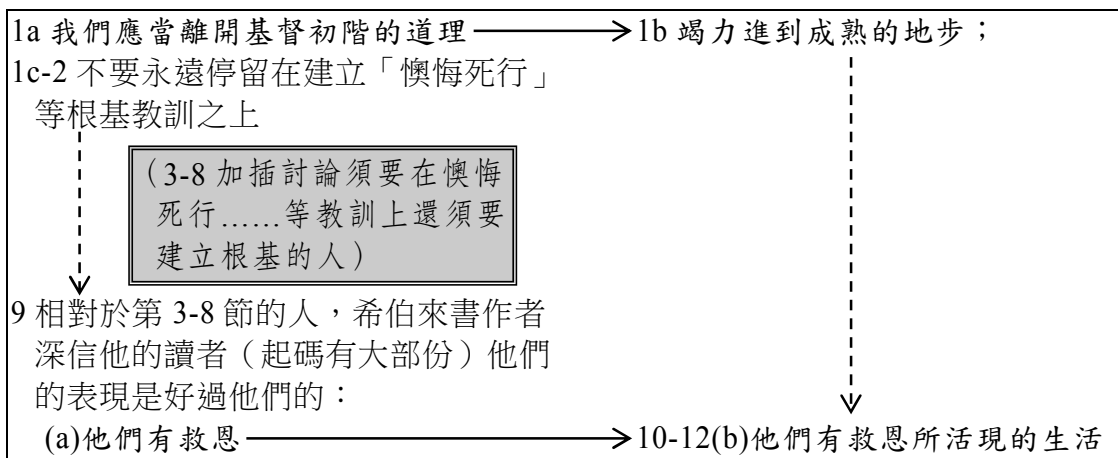 1a 我們應當離開基督初階的道理
1b 竭力進到成熟的地步；
1c-2 不要永遠停留在建立「懊悔死行」
等根基教訓之上
（3-8 加插討論須要在懊悔
死行......等教訓上還須要
建立根基的人）
9 相對於第 3-8 節的人，希伯來書作者
深信他的讀者（起碼有大部份）他們
的表現是好過他們的：
(a)他們有救恩
10-12(b)他們有救恩所活現的生活